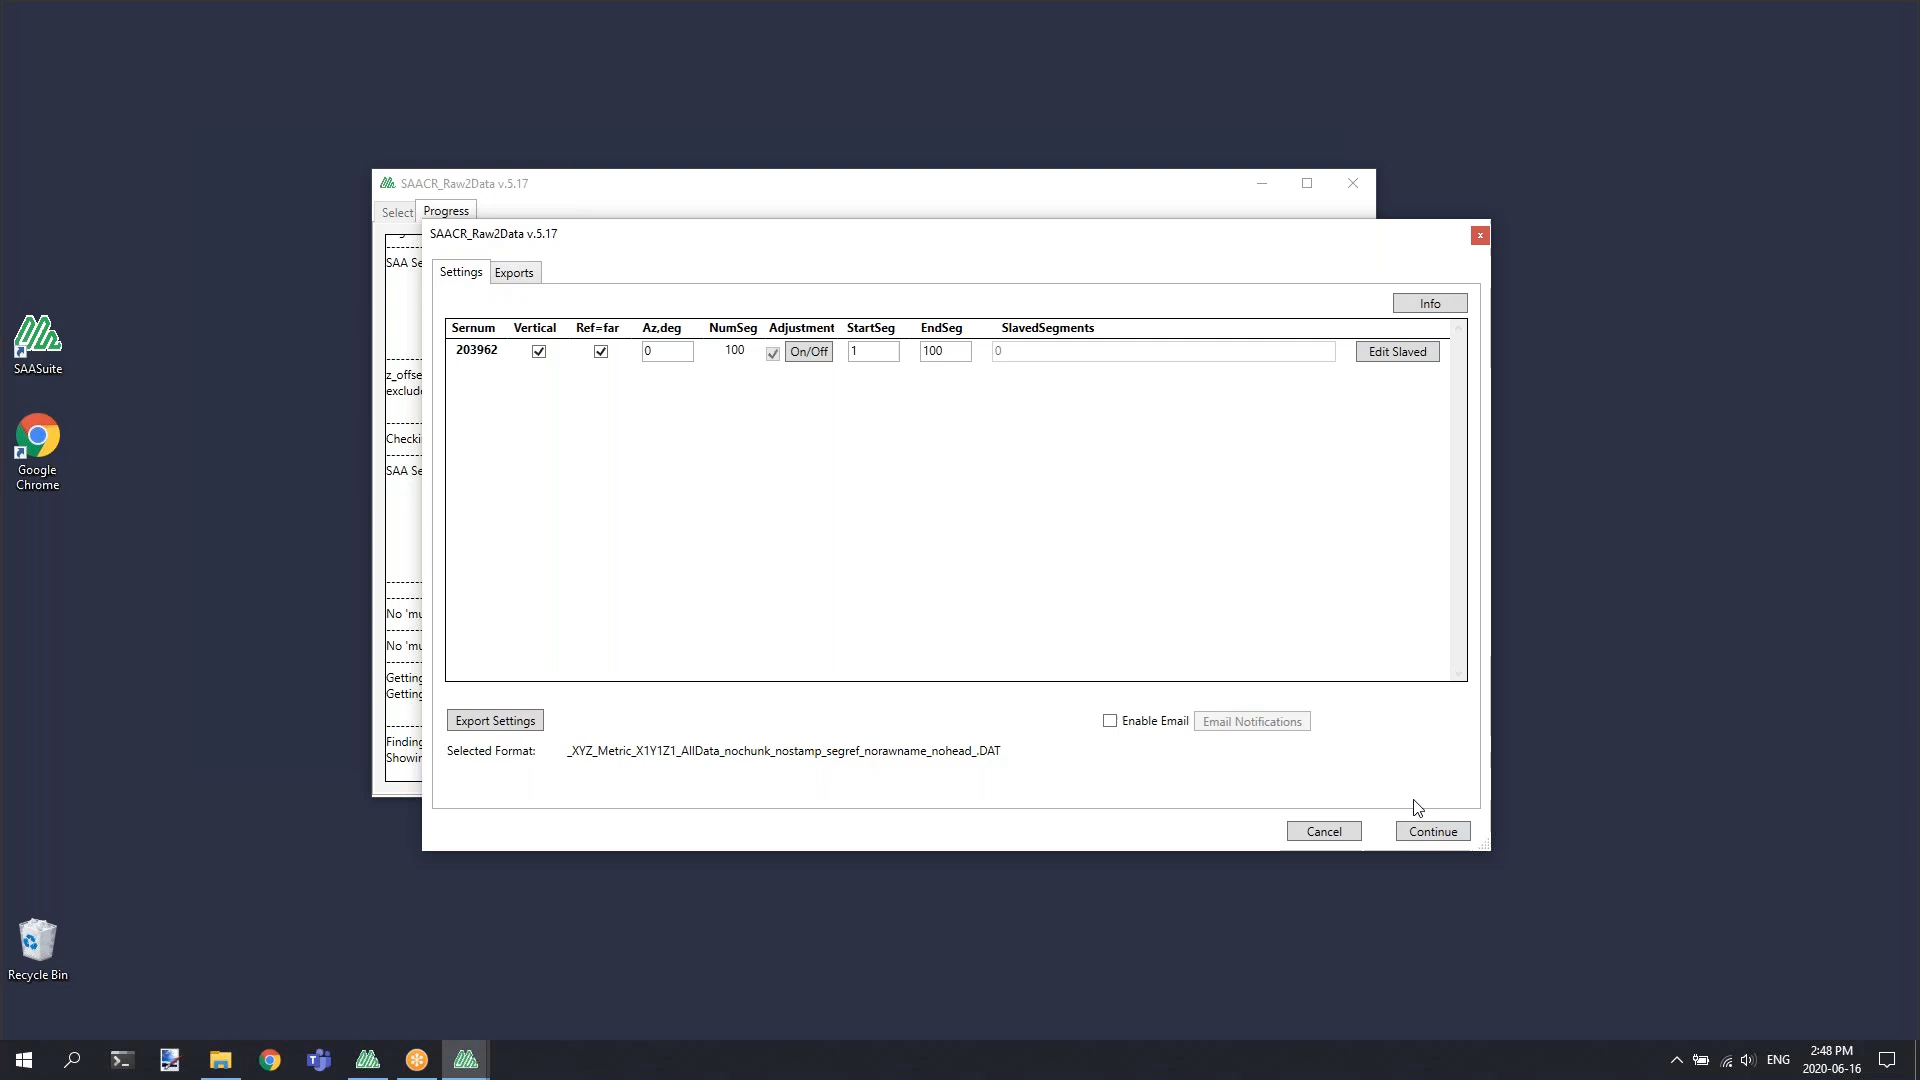 SAACR_Raw2Data v.5.17
Select
Progress
SAA Se
z_offse
exclud
Checki
SAA Se
No 'mu
No 'mu
Getting
Getting
Finding
Showin
SAACR_Raw2Data v.5.17
x
Settings
Exports
Info
Sernum Vertical Ref=far Az,deg NumSeg Adjustment StartSeg EndSeg SlavedSegments
203962 0 100 On/Off 1 100 0 Edit Slaved
Export Settings
Enable Email
Email Notifications
Selected Format: _XYZ_Metric_X1Y1Z1_AllData_nochunk_nostamp_segref_norawname_nohead_.DAT
Cancel
Continue
SAASuite
Google
Chrome
Recycle Bin
ENG
2:48 PM
2020-06-16